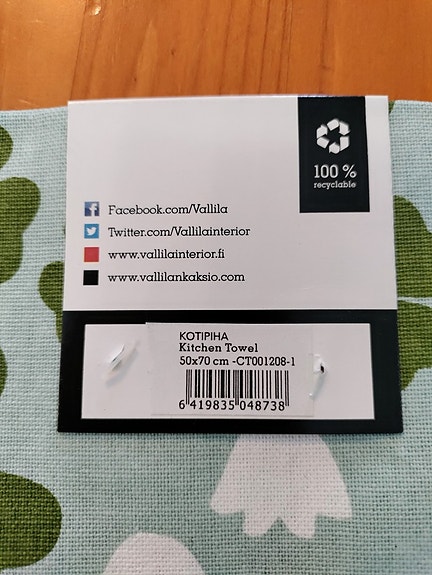 100 %
recyclable
Facebook.com/Vallila
Twitter.com/Vallilainterior
www.vallilainterior.fi
www.vallilankaksio.com
KOTIPIHA
Kitchen Towel
50x70 cm -CT001208-1
6 419835 048738